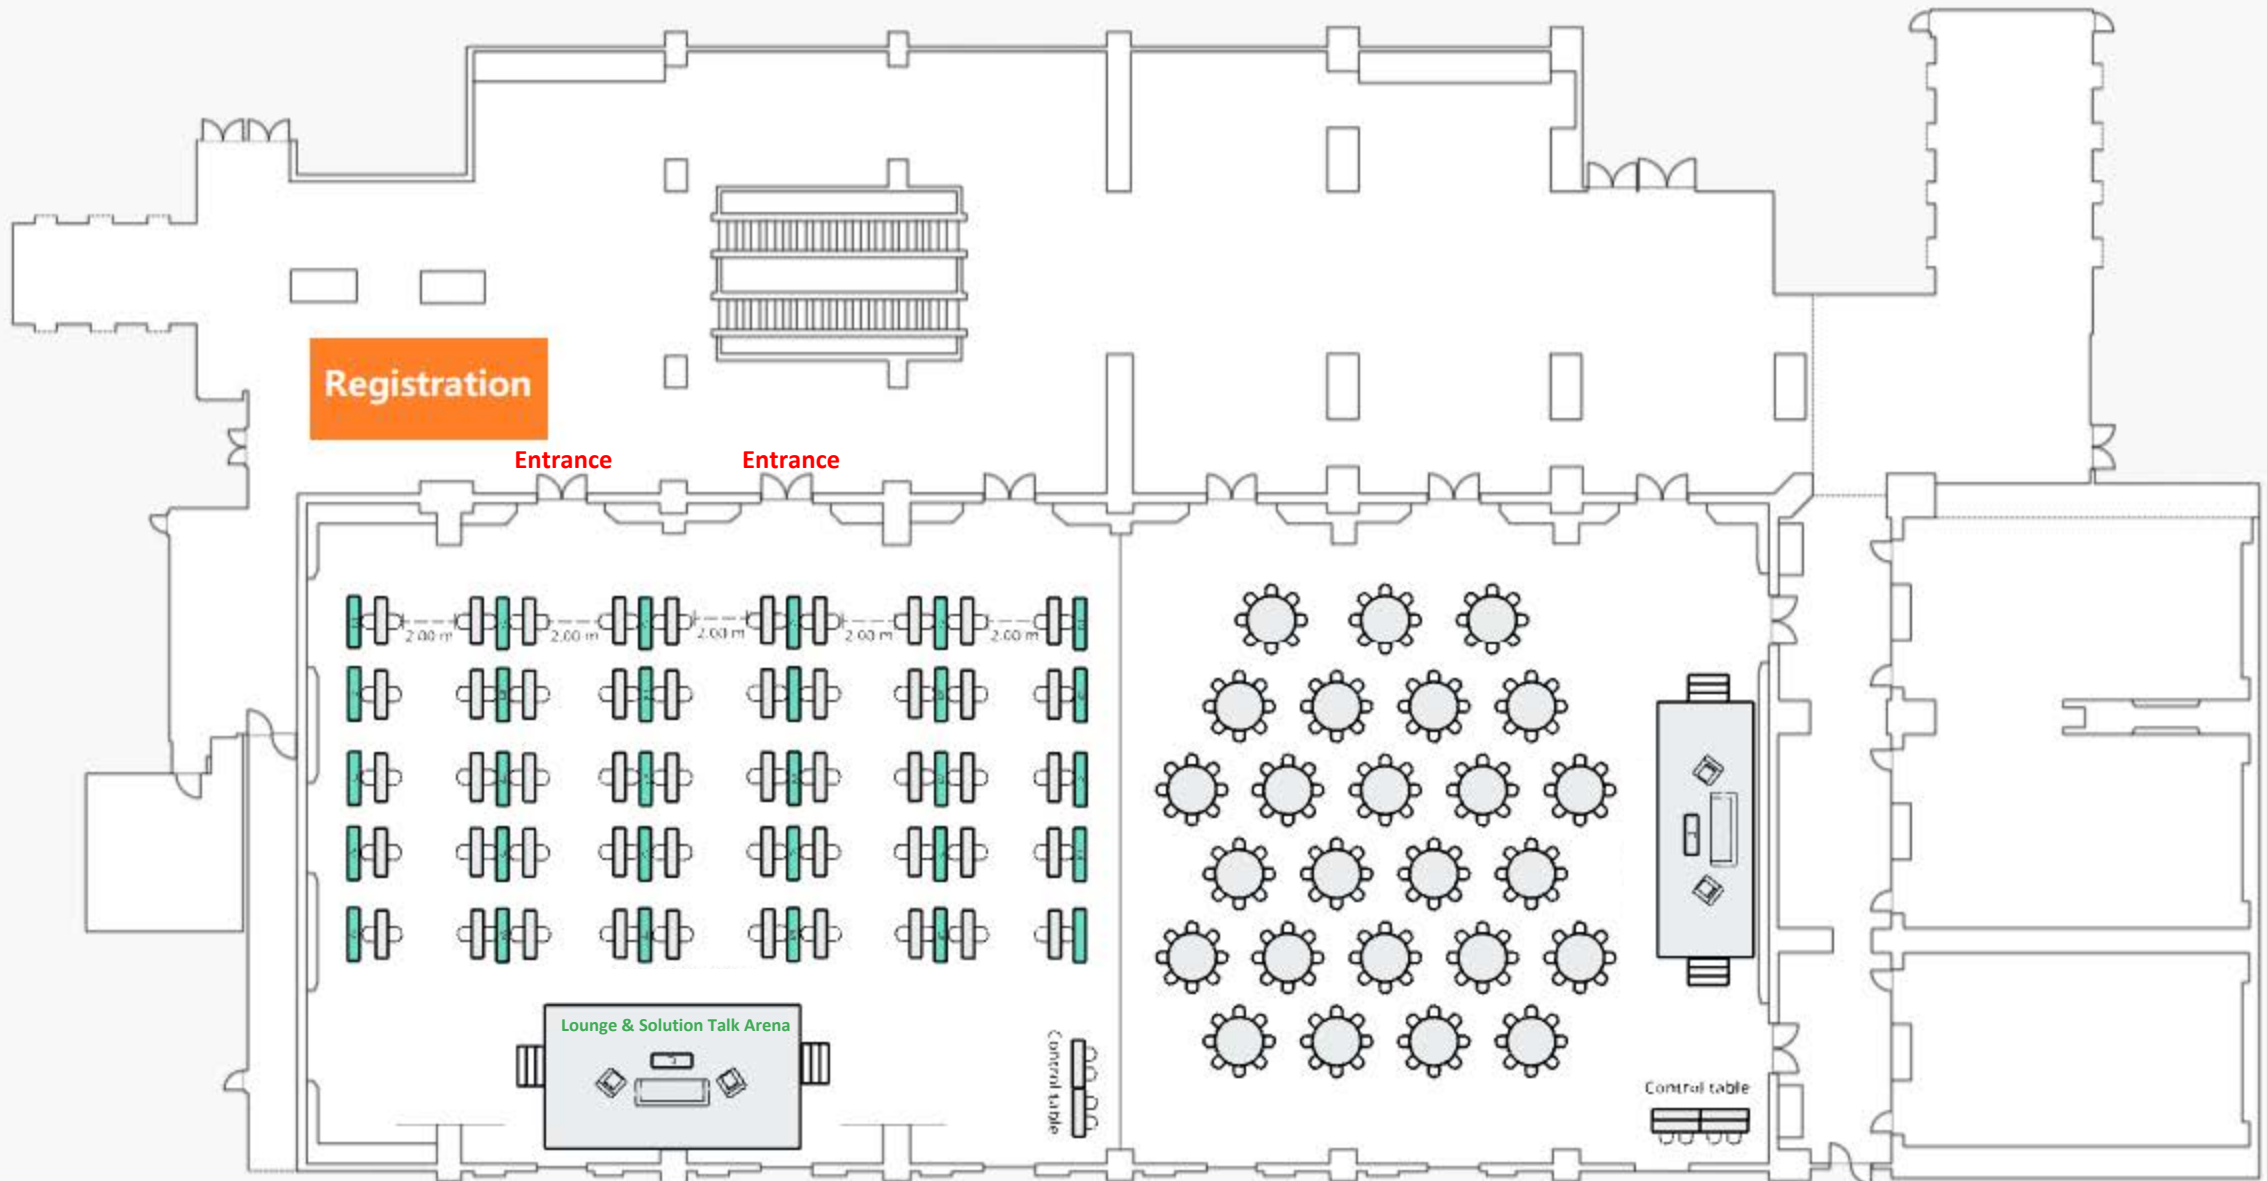 Registration
Entrance
Entrance
2.00 m
2.00 m
2.00 m
2.00 m
2.00 m
Lounge & Solution Talk Arena
Control table
Control table